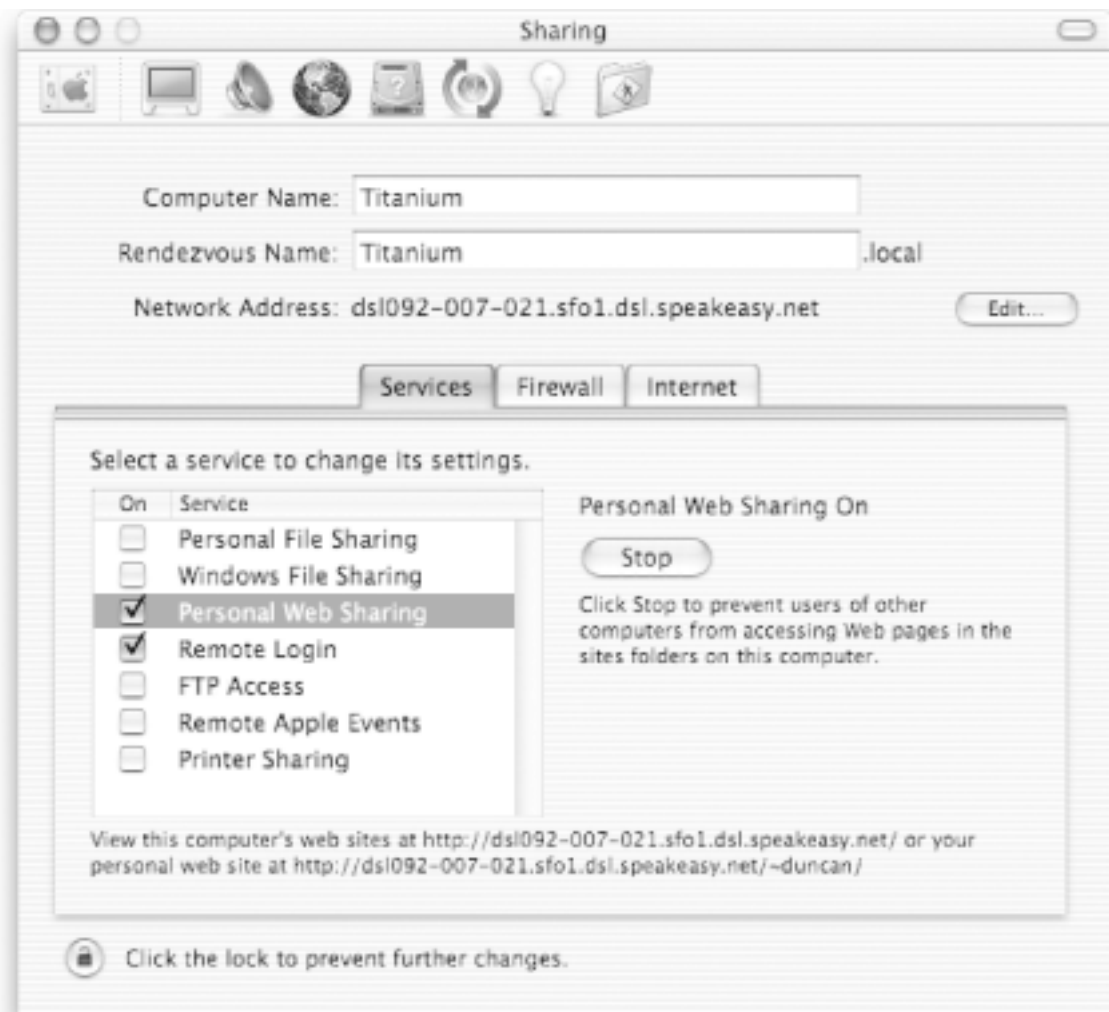 Sharing
Computer Name: Titanium
Rendezvous Name: Titanium .local
Network Address: dsl092-007-021.sfo1.dsl.speakeasy.net Edit...
Services Firewall Internet
Select a service to change its settings.
On Service
Personal File Sharing
Windows File Sharing
Personal Web Sharing
Remote Login
FTP Access
Remote Apple Events
Printer Sharing
Personal Web Sharing On
Stop
Click Stop to prevent users of other
computers from accessing Web pages in the
sites folders on this computer.
View this computer's web sites at http://dsl092-007-021.sfo1.dsl.speakeasy.net/ or your
personal web site at http://dsl092-007-021.sfo1.dsl.speakeasy.net/~duncan/
Click the lock to prevent further changes.